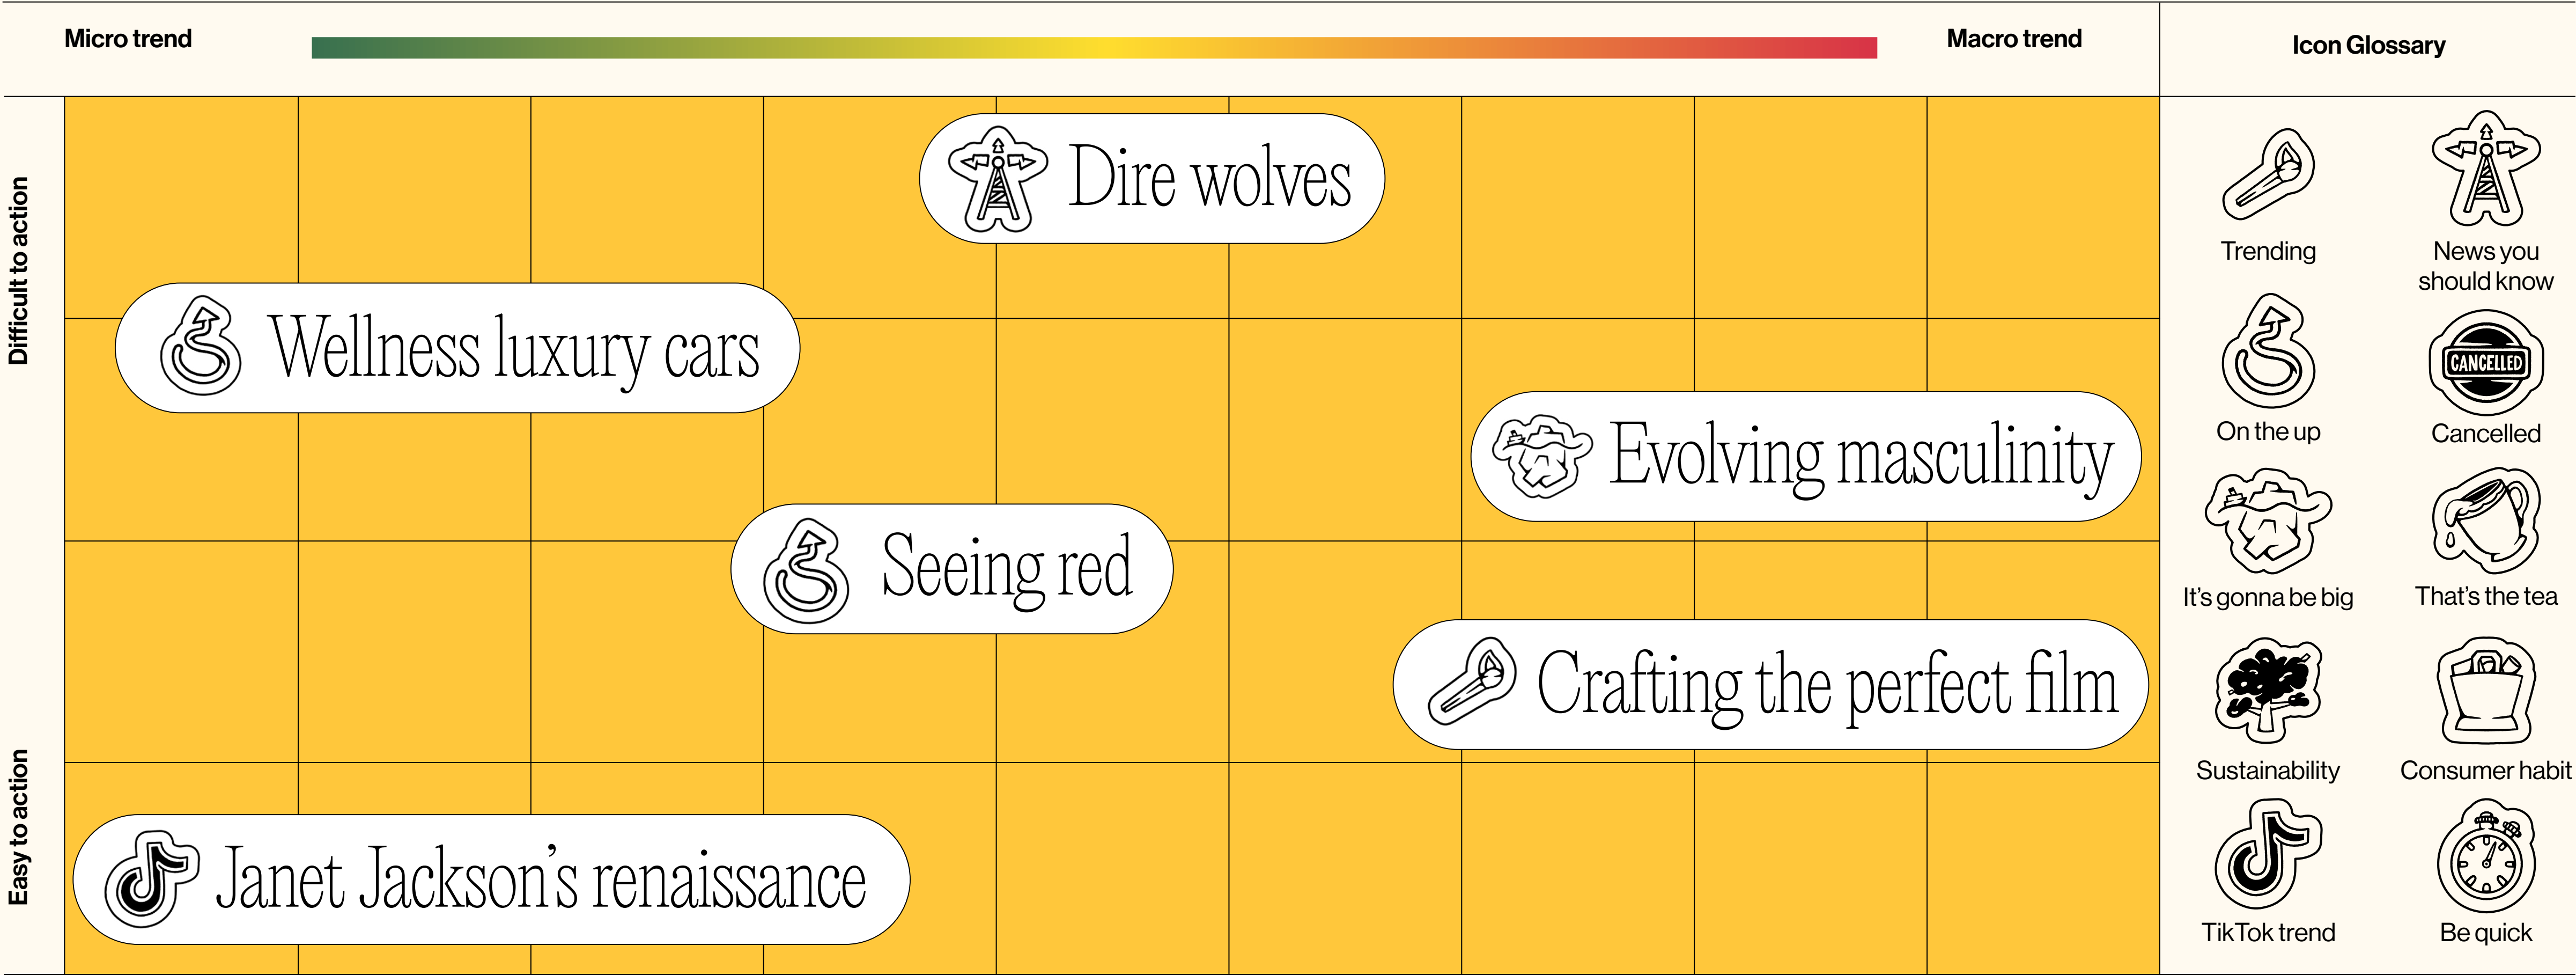 Micro trend
Macro trend
Icon Glossary
Difficult to action
Easy to action
Dire wolves
Wellness luxury cars
Evolving masculinity
Seeing red
Crafting the perfect film
Janet Jackson’s renaissance
Trending
News you
should know
On the up
CANCELLED
Cancelled
It’s gonna be big
That’s the tea
Sustainability
Consumer habit
TikTok trend
Be quick